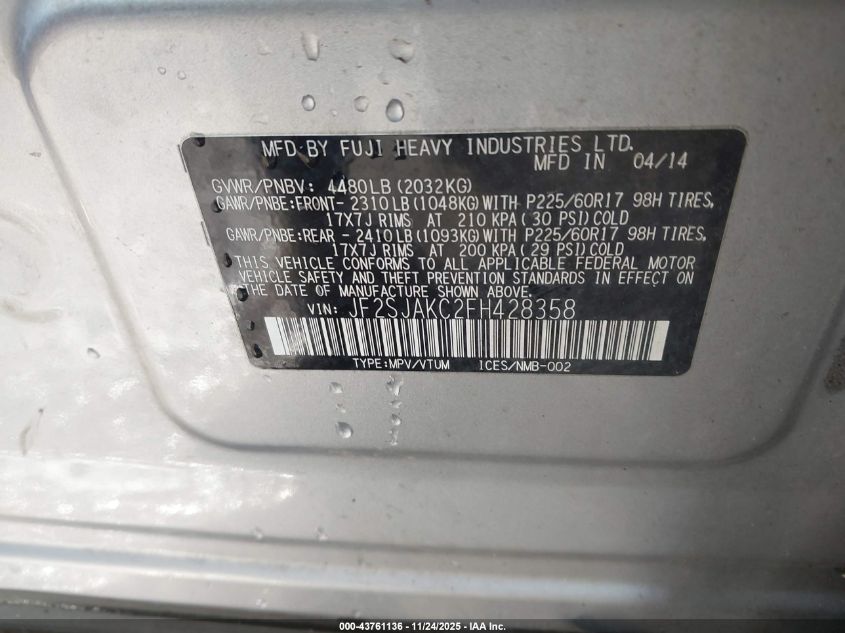 MFD BY FUJI HEAVY INDUSTRIES LTD.
MFD IN 04/14
GVWR/PNBV: 4480LB (2032KG)
GAWR/PNBE:FRONT- 2310LB (1048KG) WITH P225/60R17 98H TIRES,
17X7J RIMS AT 210 KPA (30 PSI) COLD
GAWR/PNBE:REAR - 2410LB (1093KG) WITH P225/60R17 98H TIRES,
17X7J RIMS AT 200 KPA (29 PSI) COLD
THIS VEHICLE CONFORMS TO ALL APPLICABLE FEDERAL MOTOR
VEHICLE SAFETY AND THEFT PREVENTION STANDARDS IN EFFECT ON
THE DATE OF MANUFACTURE SHOWN ABOVE.
VIN: JF2SJAKC2FH428358
TYPE:MPV/VTUM ICES/NMB-002
000-43761136 - 11/24/2025 - IAA Inc.